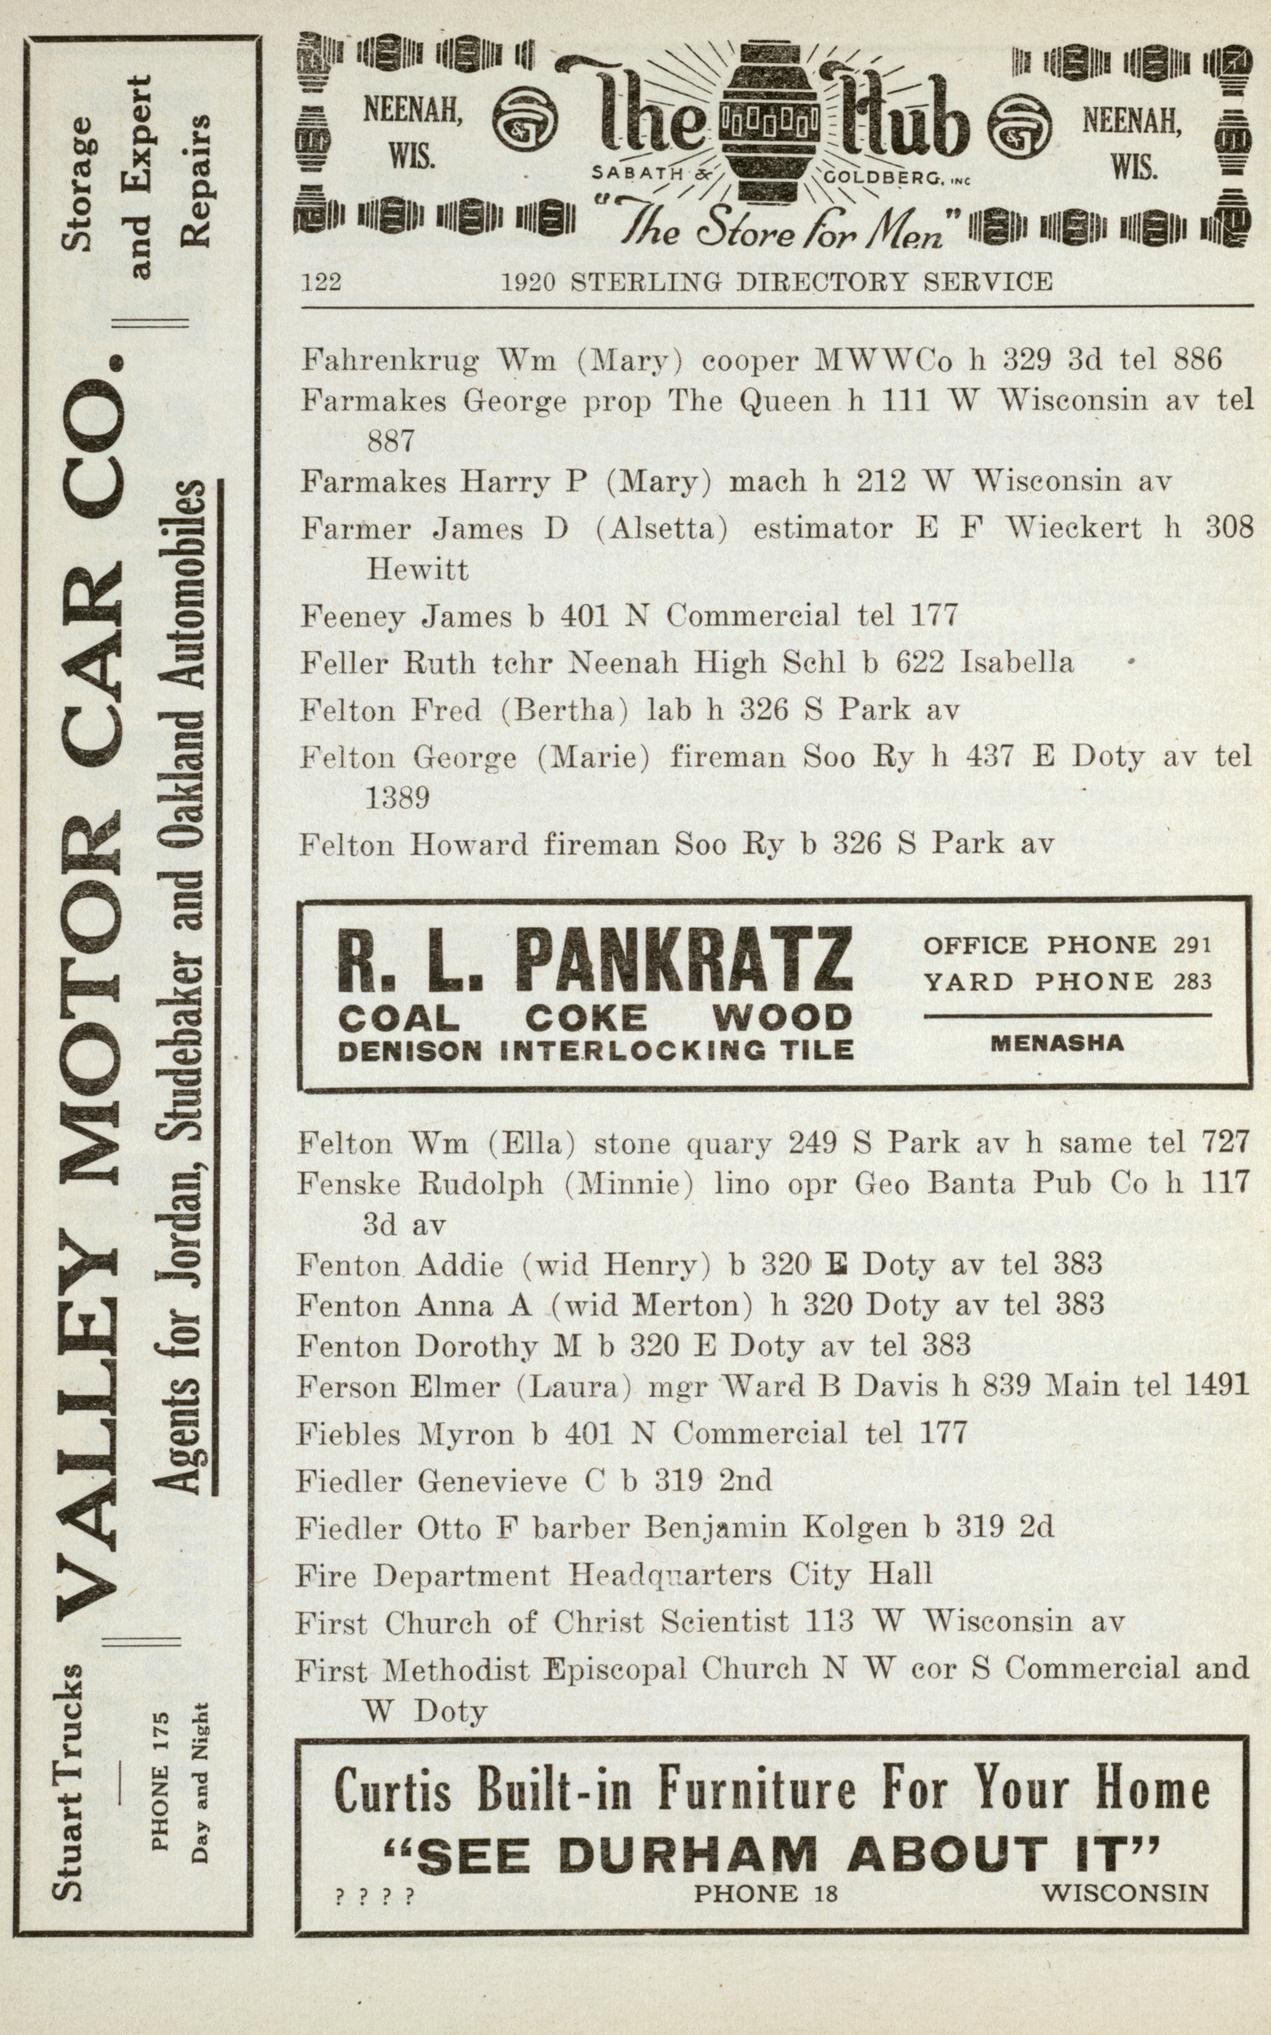 NEENAH,
WIS.
S&G
The Hub
SABATH & GOLDBERG, INC
"The Store for Men"
S&G
NEENAH,
WIS.
122 1920 STERLING DIRECTORY SERVICE
Fahrenkrug Wm (Mary) cooper MWWCo h 329 3d tel 886
Farmakes George prop The Queen h 111 W Wisconsin av tel
887
Farmakes Harry P (Mary) mach h 212 W Wisconsin av
Farmer James D (Alsetta) estimator E F Wieckert h 308
Hewitt
Feeney James b 401 N Commercial tel 177
Feller Ruth tchr Neenah High Schl b 622 Isabella
Felton Fred (Bertha) lab h 326 S Park av
Felton George (Marie) fireman Soo Ry h 437 E Doty av tel
1389
Felton Howard fireman Soo Ry b 326 S Park av
R. L. PANKRATZ
COAL COKE WOOD
DENISON INTERLOCKING TILE
OFFICE PHONE 291
YARD PHONE 283
MENASHA
Felton Wm (Ella) stone quary 249 S Park av h same tel 727
Fenske Rudolph (Minnie) lino opr Geo Banta Pub Co h 117
3d av
Fenton Addie (wid Henry) b 320 E Doty av tel 383
Fenton Anna A (wid Merton) h 320 Doty av tel 383
Fenton Dorothy M b 320 E Doty av tel 383
Ferson Elmer (Laura) mgr Ward B Davis h 839 Main tel 1491
Fiebles Myron b 401 N Commercial tel 177
Fiedler Genevieve C b 319 2nd
Fiedler Otto F barber Benjamin Kolgen b 319 2d
Fire Department Headquarters City Hall
First Church of Christ Scientist 113 W Wisconsin av
First Methodist Episcopal Church N W cor S Commercial and
W Doty
Curtis Built-in Furniture For Your Home
"SEE DURHAM ABOUT IT"
? ? ? ? PHONE 18 WISCONSIN
Stuart Trucks
PHONE 175
Day and Night
VALLEY MOTOR CAR CO.
Agents for Jordan, Studebaker and Oakland Automobiles
Storage
and Expert
Repairs